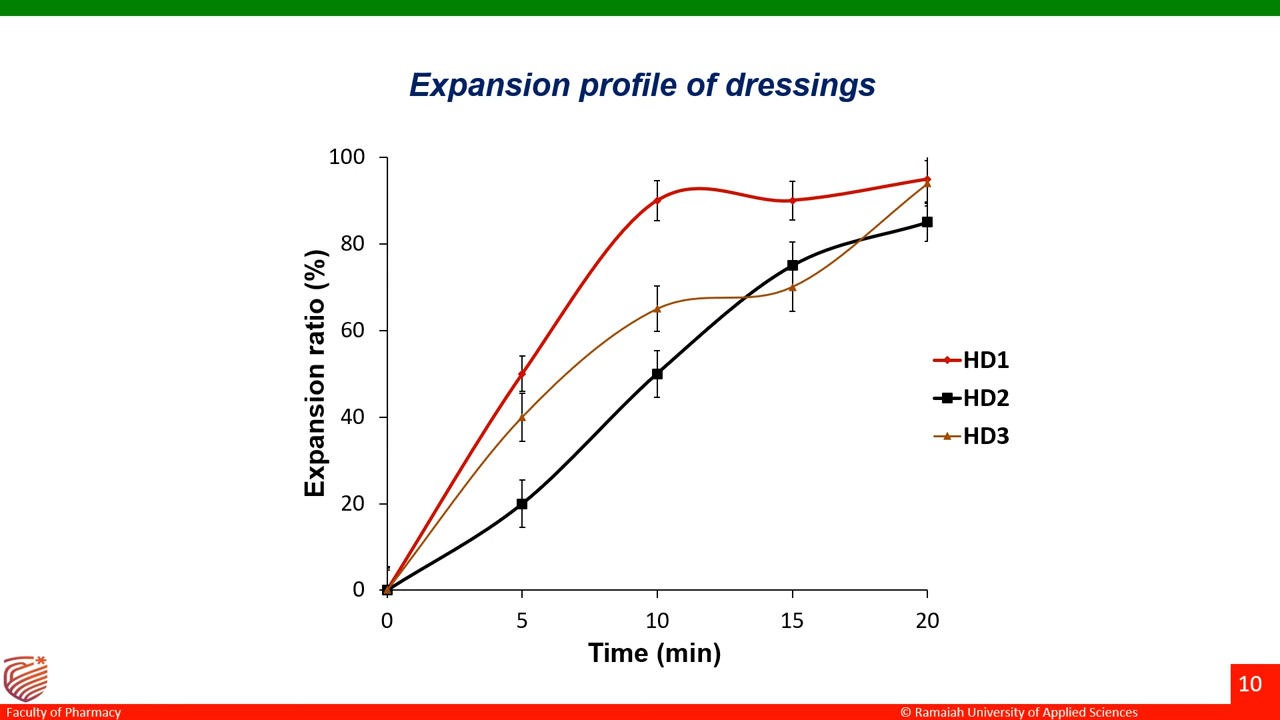 Expansion profile of dressings
100
80
60
40
20
0
Expansion ratio (%)
0 5 10 15 20
Time (min)
HD1
HD2
HD3
10
Faculty of Pharmacy
© Ramaiah University of Applied Sciences